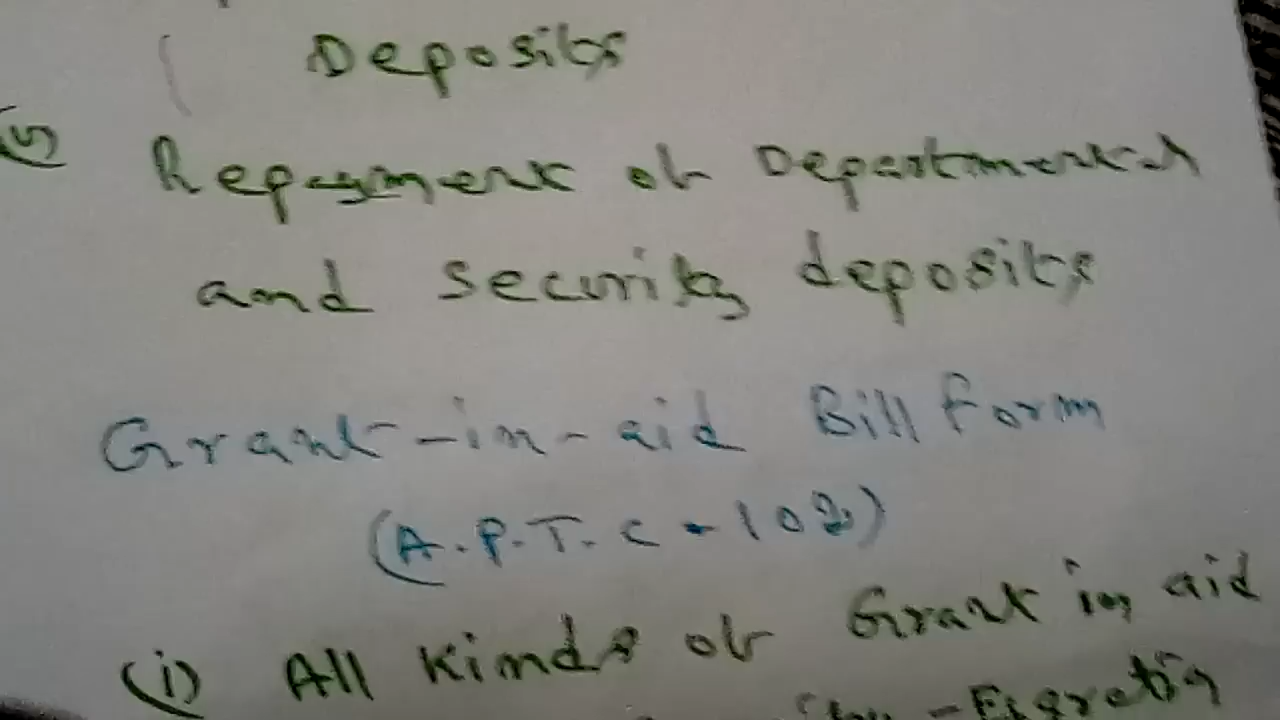 Deposits
(v) Repayment of Departmental
and security deposits
Grant-in-aid Bill form
(A.P.T.C - 102)
(i) All Kinds of Grant in aid